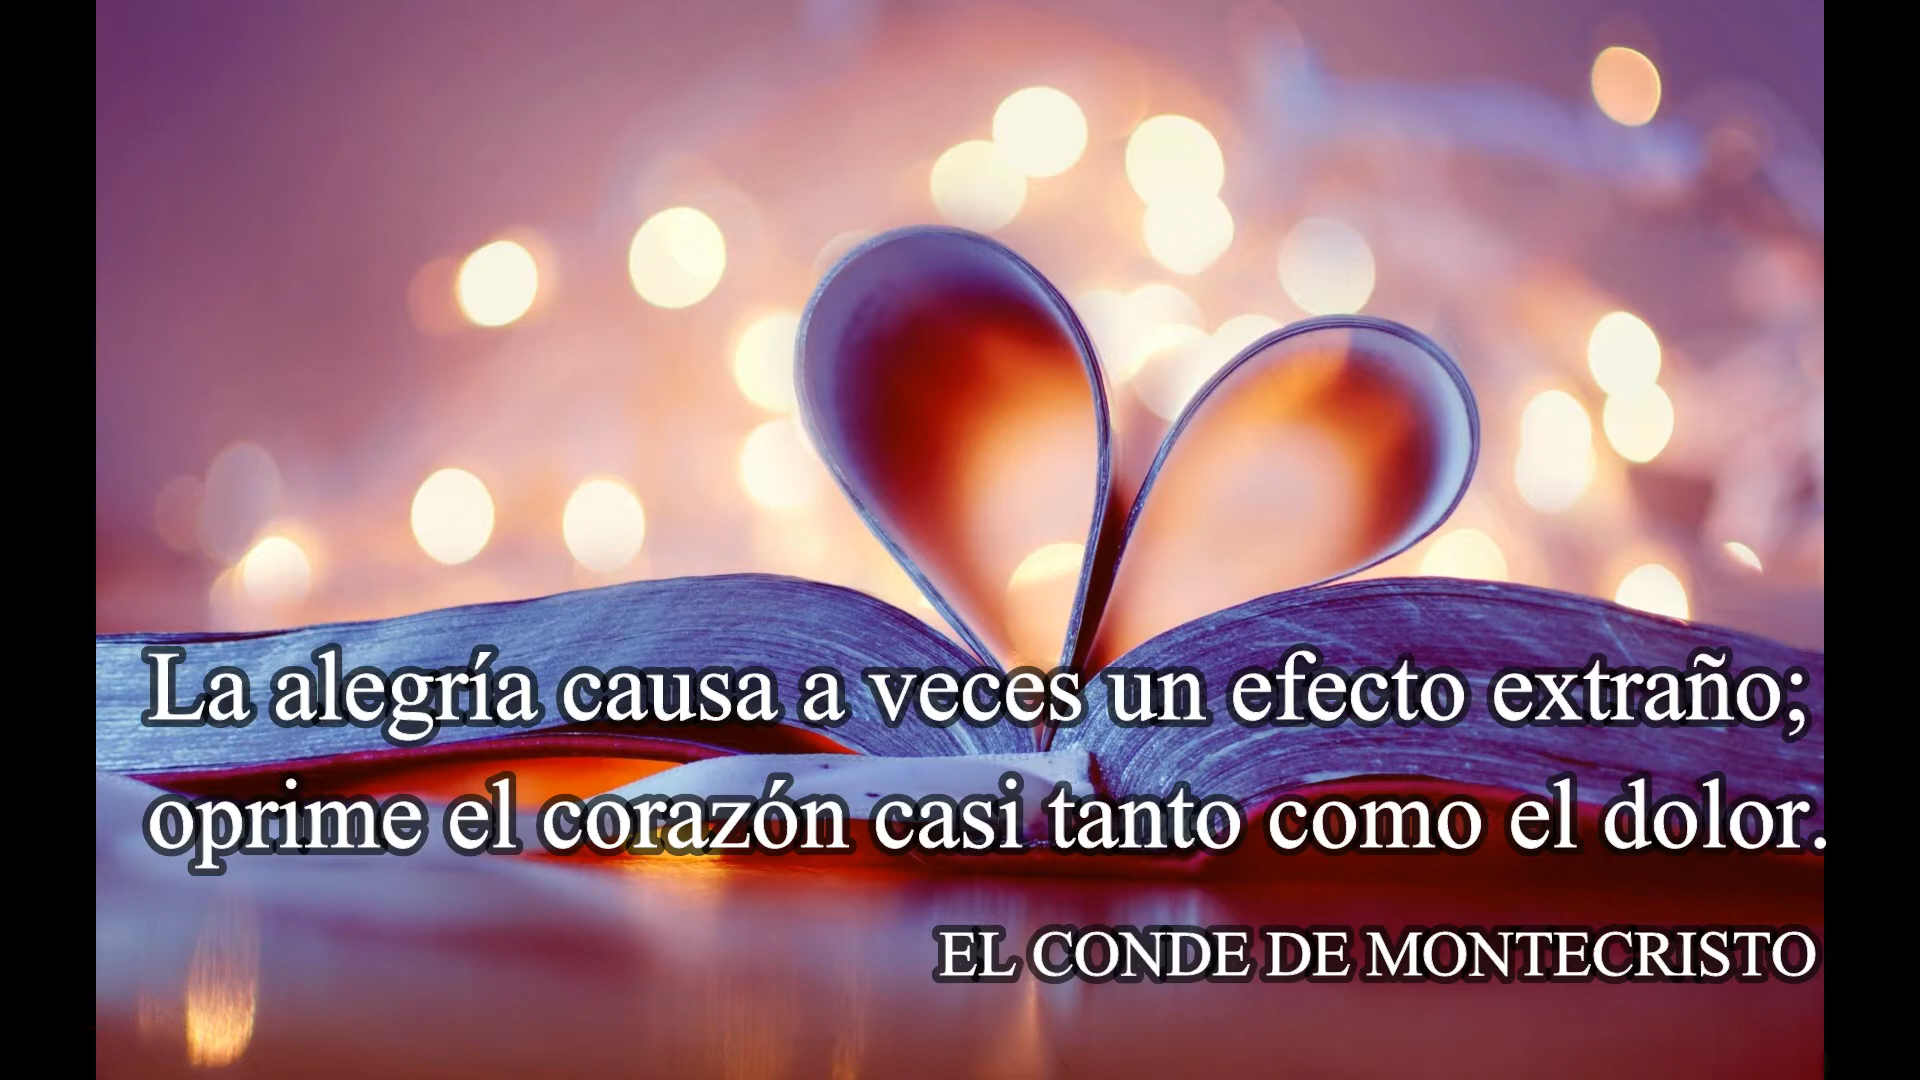 La alegría causa a veces un efecto extraño;
oprime el corazón casi tanto como el dolor.
EL CONDE DE MONTECRISTO